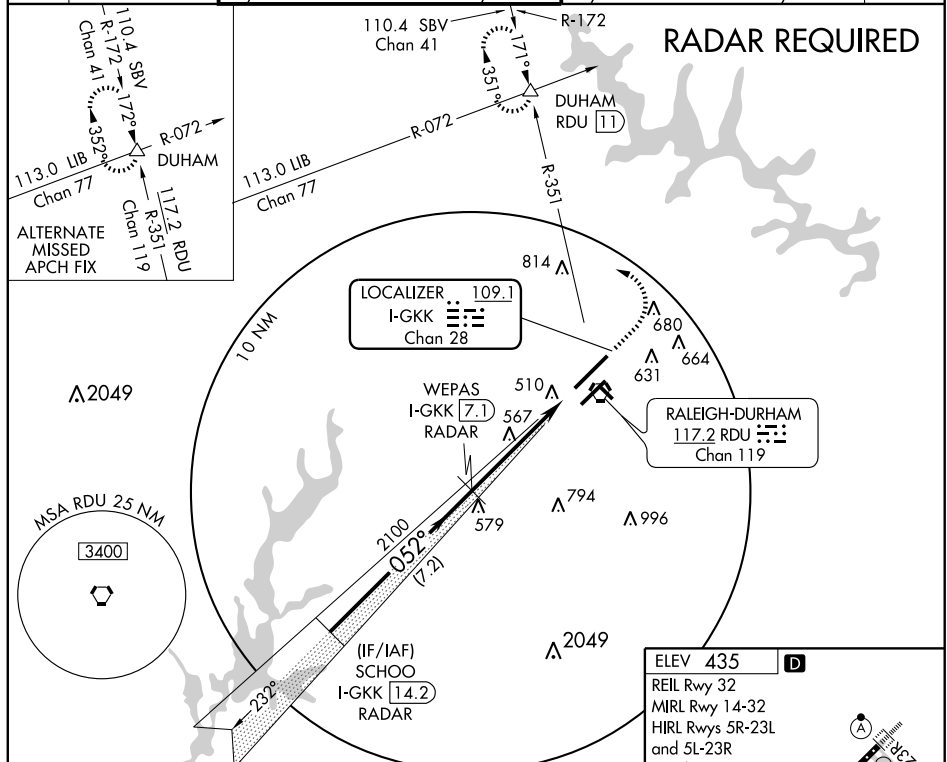 110.4 SBV
R-172
Chan 41
172°
352°
R-072
DUHAM
113.0 LIB
Chan 77
R-351
117.2 RDU
Chan 119
ALTERNATE
MISSED
APCH FIX
110.4 SBV
Chan 41
R-172
171°
351°
RADAR REQUIRED
DUHAM
RDU 11
R-072
113.0 LIB
Chan 77
R-351
814
LOCALIZER 109.1
I-GKK
Chan 28
10 NM
680
664
631
2049
WEPAS
I-GKK 7.1
RADAR
510
567
RALEIGH-DURHAM
117.2 RDU
Chan 119
579
794
996
MSA RDU 25 NM
3400
2100
052°
(7.2)
2049
(IF/IAF)
SCHOO
I-GKK 14.2
RADAR
232°
ELEV 435 D
REIL Rwy 32
MIRL Rwy 14-32
HIRL Rwys 5R-23L
and 5L-23R
A
23R